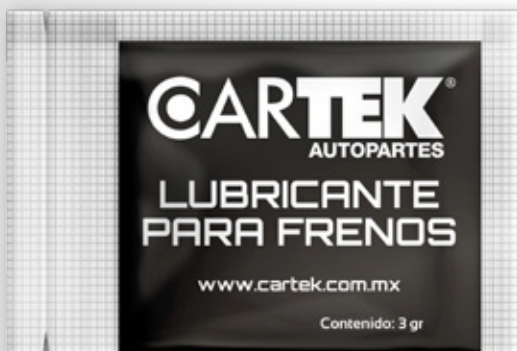 CARTEK®
AUTOPARTES
LUBRICANTE
PARA FRENOS
www.cartek.com.mx
Contenido: 3 gr